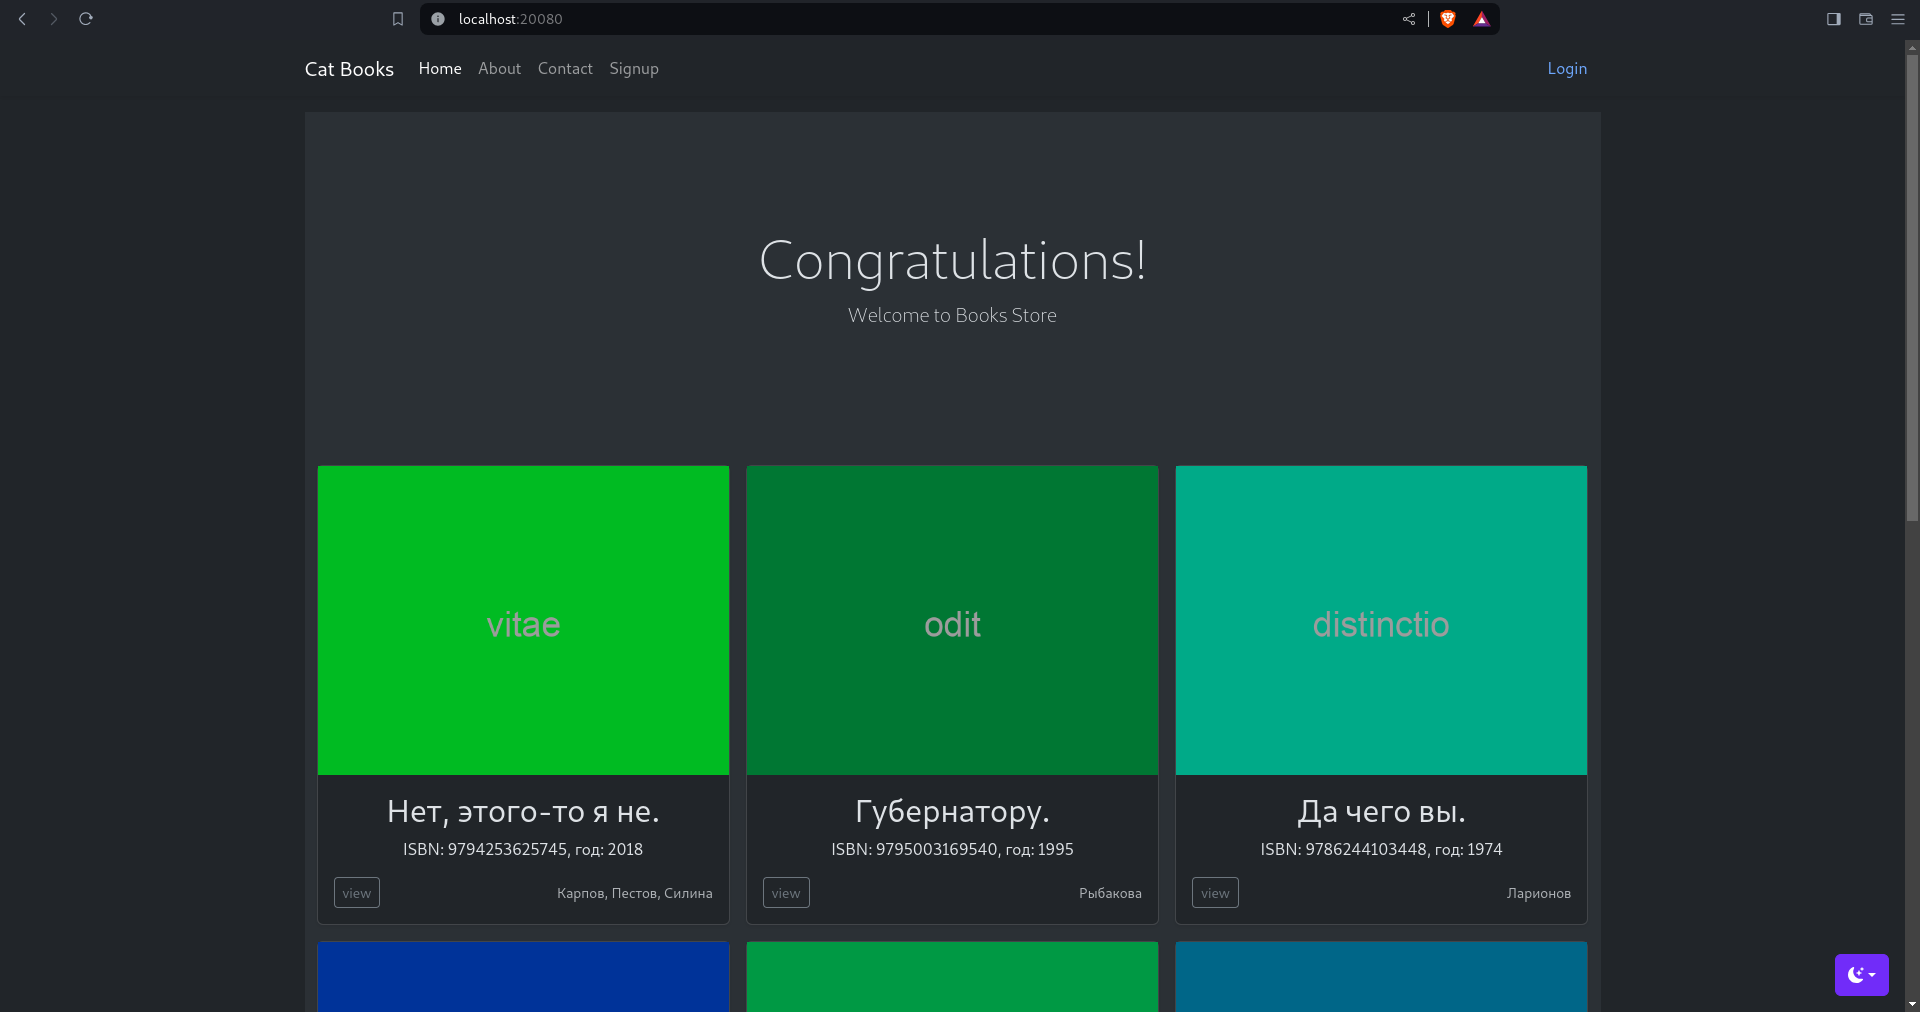 localhost:20080
Cat Books Home About Contact Signup Login
Congratulations!
Welcome to Books Store
vitae
odit
distinctio
Нет, этого-то я не.
ISBN: 9794253625745, год: 2018
view Карпов, Пестов, Силина
Губернатору.
ISBN: 9795003169540, год: 1995
view Рыбакова
Да чего вы.
ISBN: 9786244103448, год: 1974
view Ларионов